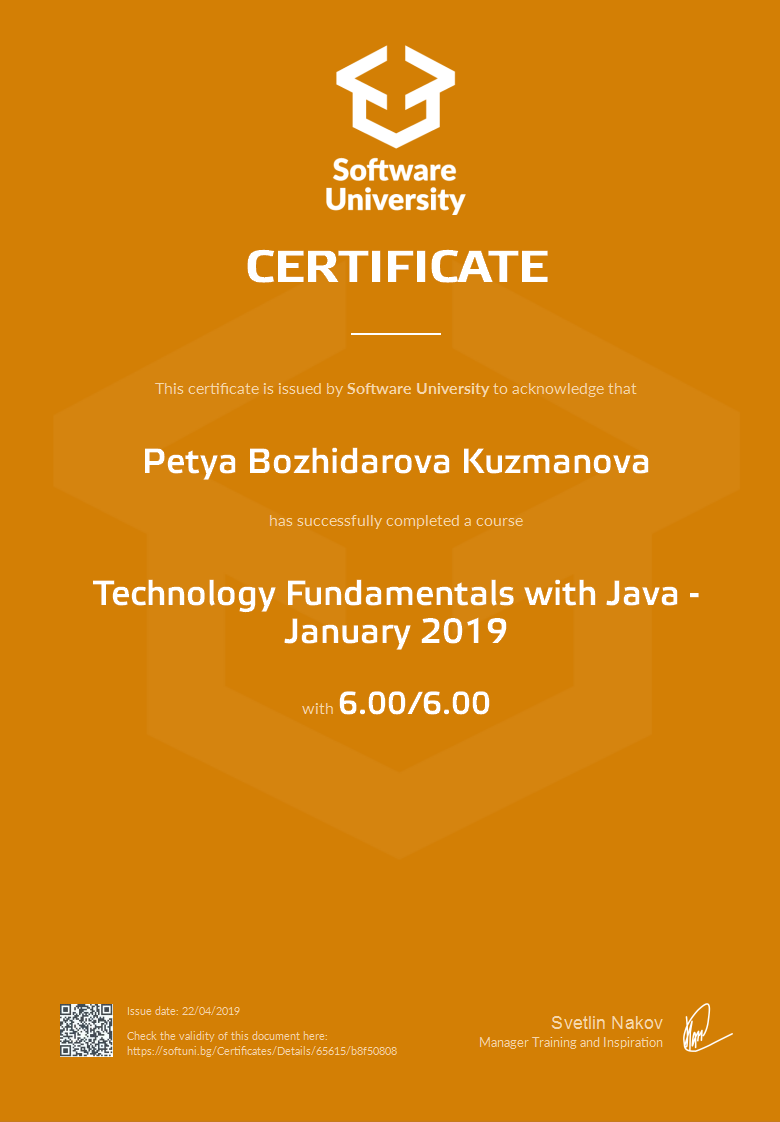 Software
University
CERTIFICATE
This certificate is issued by Software University to acknowledge that
Petya Bozhidarova Kuzmanova
has successfully completed a course
Technology Fundamentals with Java -
January 2019
with 6.00/6.00
Issue date: 22/04/2019
Check the validity of this document here:
https://softuni.bg/Certificates/Details/65615/b8f50808
Svetlin Nakov
Manager Training and Inspiration